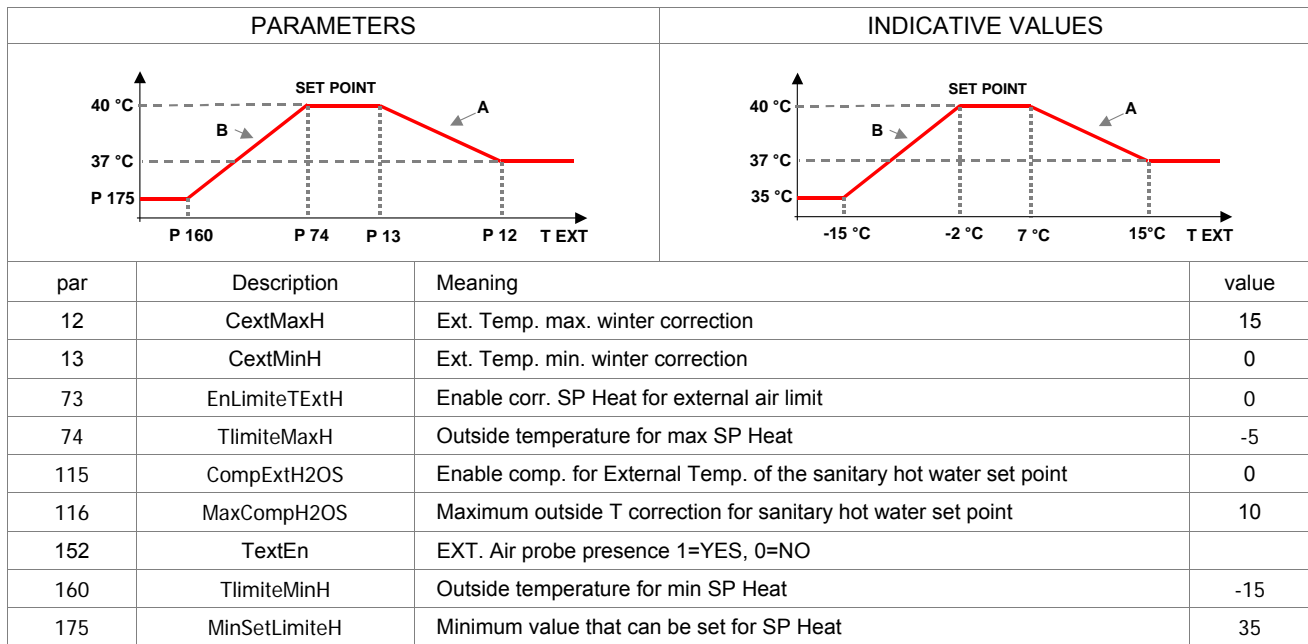 PARAMETERS
INDICATIVE VALUES
SET POINT
40 °C
A
B
37 °C
P 175
P 160 P 74 P 13 P 12 T EXT
SET POINT
40 °C
A
B
37 °C
35 °C
-15 °C -2 °C 7 °C 15°C T EXT
par Description Meaning value
12 CextMaxH Ext. Temp. max. winter correction 15
13 CextMinH Ext. Temp. min. winter correction 0
73 EnLimiteTExtH Enable corr. SP Heat for external air limit 0
74 TlimiteMaxH Outside temperature for max SP Heat -5
115 CompExtH2OS Enable comp. for External Temp. of the sanitary hot water set point 0
116 MaxCompH2OS Maximum outside T correction for sanitary hot water set point 10
152 TextEn EXT. Air probe presence 1=YES, 0=NO
160 TlimiteMinH Outside temperature for min SP Heat -15
175 MinSetLimiteH Minimum value that can be set for SP Heat 35